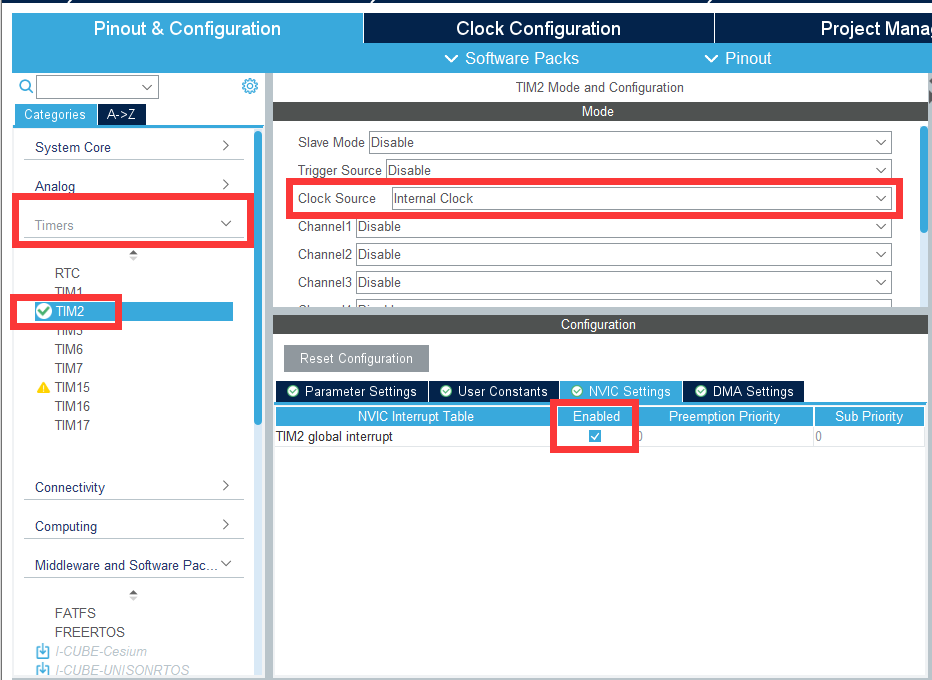 Pinout & Configuration
Clock Configuration
Project Mana
Software Packs
Pinout
Categories
A->Z
System Core
Analog
Timers
RTC
TIM1
TIM2
TIM3
TIM6
TIM7
TIM15
TIM16
TIM17
Connectivity
Computing
Middleware and Software Pac...
FATFS
FREERTOS
I-CUBE-Cesium
I-CUBE-UNISONRTOS
TIM2 Mode and Configuration
Mode
Slave Mode Disable
Trigger Source Disable
Clock Source Internal Clock
Channel1 Disable
Channel2 Disable
Channel3 Disable
Configuration
Reset Configuration
Parameter Settings
User Constants
NVIC Settings
DMA Settings
NVIC Interrupt Table Enabled Preemption Priority Sub Priority
TIM2 global interrupt 0 0